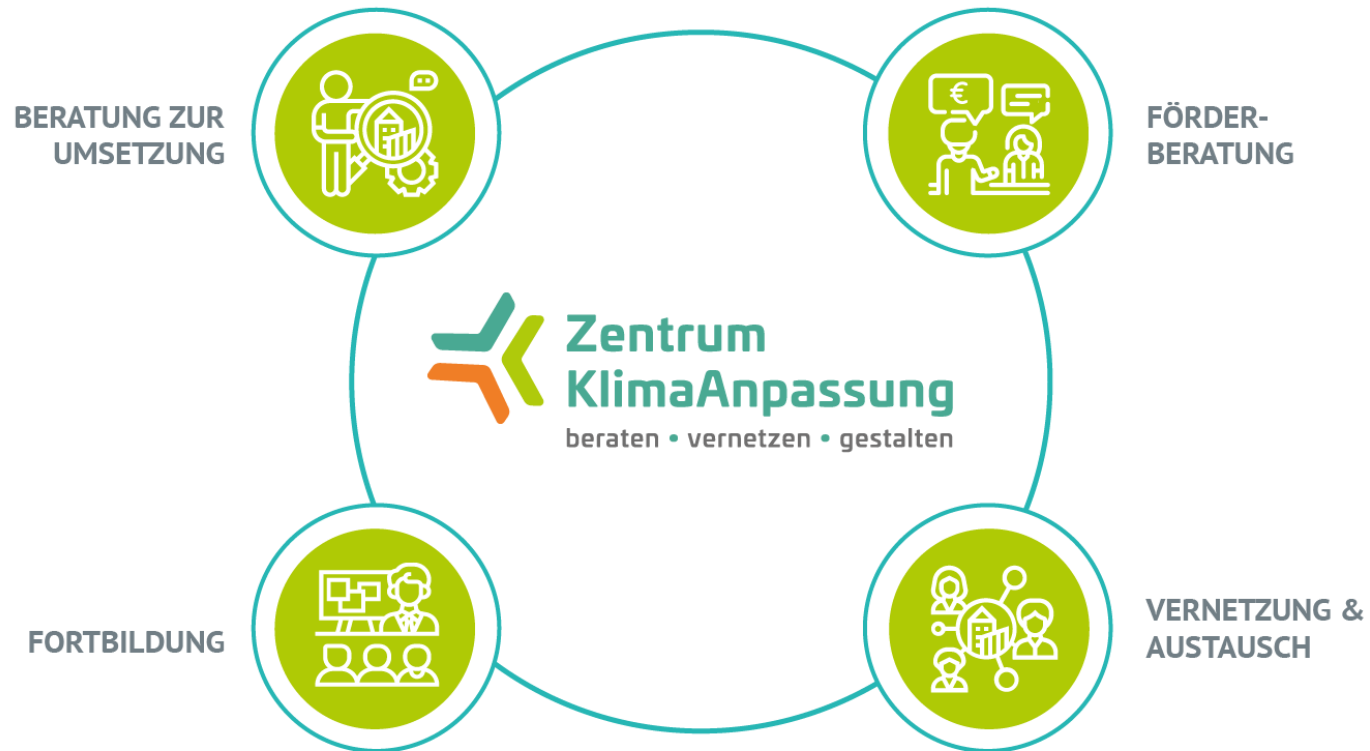 BERATUNG ZUR
UMSETZUNG
€
FÖRDER-
BERATUNG
Zentrum
KlimaAnpassung
beraten • vernetzen • gestalten
FORTBILDUNG
VERNETZUNG &
AUSTAUSCH